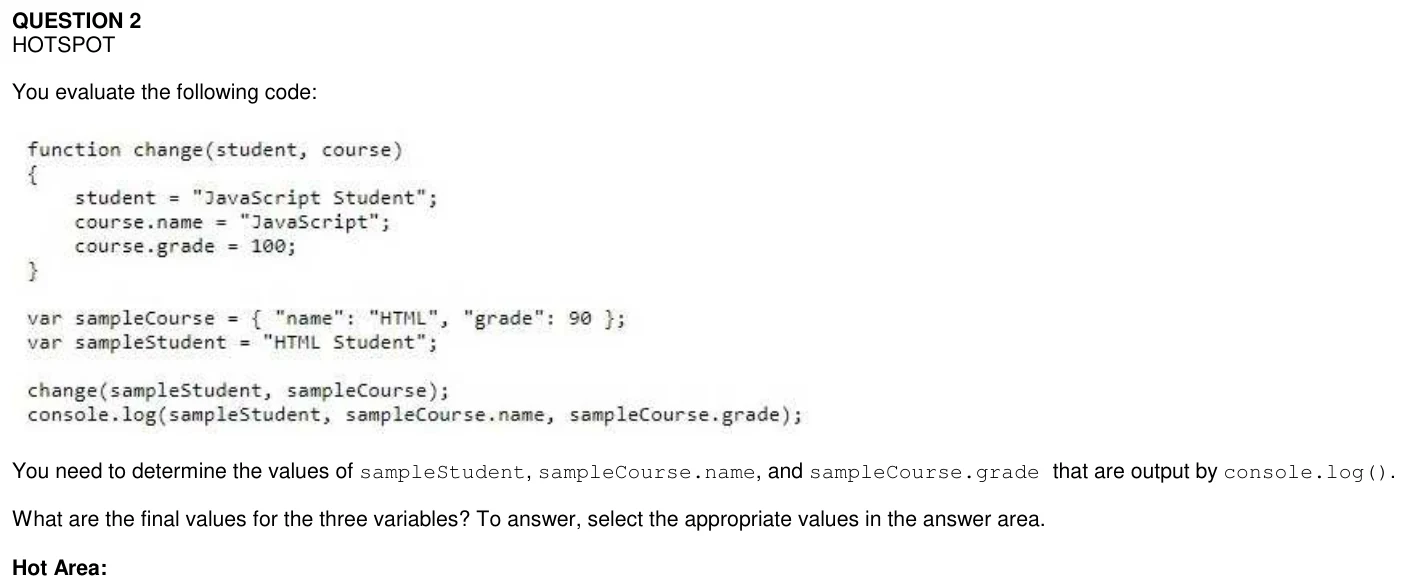 QUESTION 2
HOTSPOT
You evaluate the following code:
function change(student, course)
{
    student = "JavaScript Student";
    course.name = "JavaScript";
    course.grade = 100;
}
var sampleCourse = { "name": "HTML", "grade": 90 };
var sampleStudent = "HTML Student";
change(sampleStudent, sampleCourse);
console.log(sampleStudent, sampleCourse.name, sampleCourse.grade);
You need to determine the values of sampleStudent, sampleCourse.name, and sampleCourse.grade that are output by console.log().
What are the final values for the three variables? To answer, select the appropriate values in the answer area.
Hot Area: